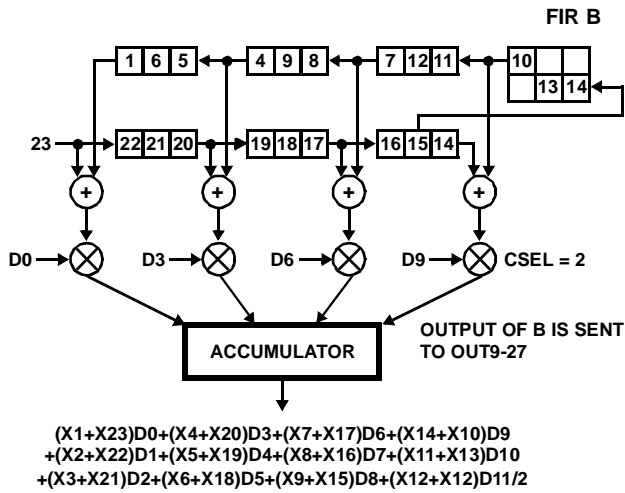 FIR B
1 6 5 4 9 8 7 12 11 10
13 14
23 22 21 20 19 18 17 16 15 14
+ + + +
D0 D3 D6 D9 CSEL = 2
OUTPUT OF B IS SENT
TO OUT9-27
ACCUMULATOR
(X1+X23)D0+(X4+X20)D3+(X7+X17)D6+(X14+X10)D9
+(X2+X22)D1+(X5+X19)D4+(X8+X16)D7+(X11+X13)D10
+(X3+X21)D2+(X6+X18)D5+(X9+X15)D8+(X12+X12)D11/2